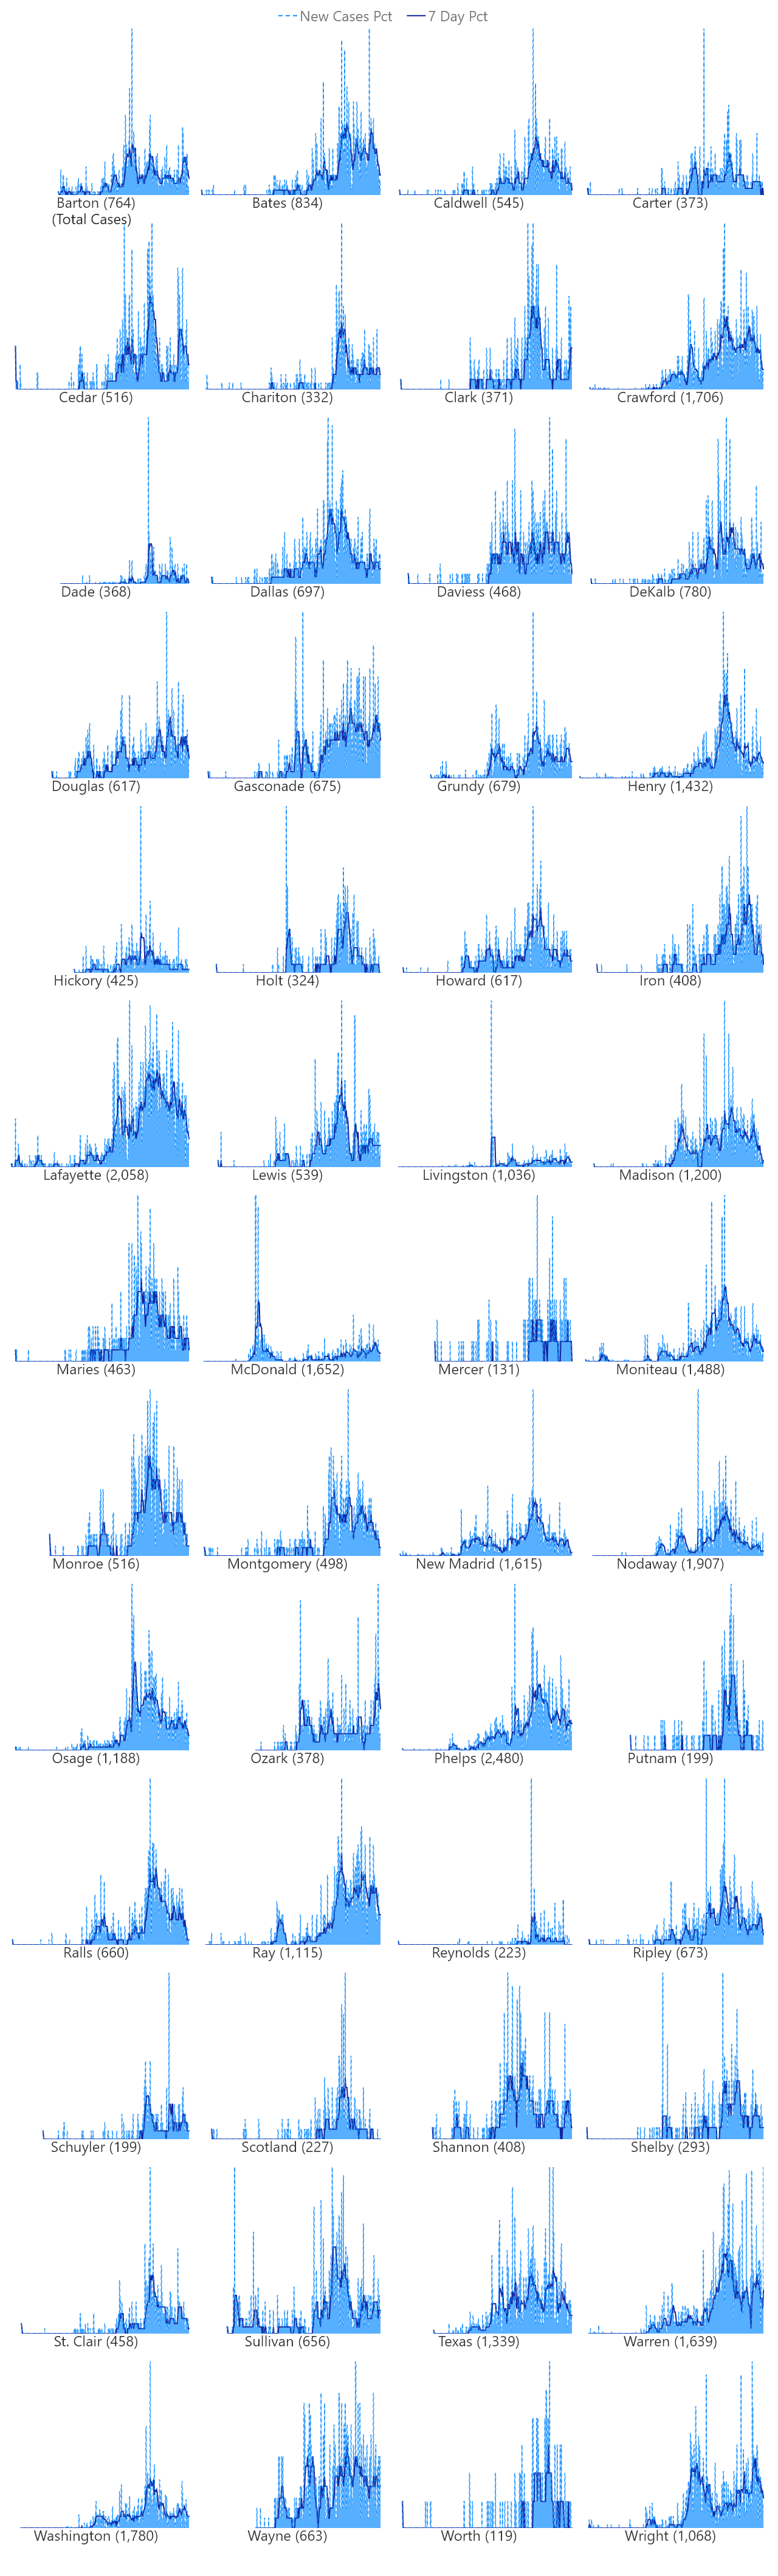 New Cases Pct 7 Day Pct
Barton (764) Bates (834) Caldwell (545) Carter (373)
(Total Cases)
Cedar (516) Chariton (332) Clark (371) Crawford (1,706)
Dade (368) Dallas (697) Daviess (468) DeKalb (780)
Douglas (617) Gasconade (675) Grundy (679) Henry (1,432)
Hickory (425) Holt (324) Howard (617) Iron (408)
Lafayette (2,058) Lewis (539) Livingston (1,036) Madison (1,200)
Maries (463) McDonald (1,652) Mercer (131) Moniteau (1,488)
Monroe (516) Montgomery (498) New Madrid (1,615) Nodaway (1,907)
Osage (1,188) Ozark (378) Phelps (2,480) Putnam (199)
Ralls (660) Ray (1,115) Reynolds (223) Ripley (673)
Schuyler (199) Scotland (227) Shannon (408) Shelby (293)
St. Clair (458) Sullivan (656) Texas (1,339) Warren (1,639)
Washington (1,780) Wayne (663) Worth (119) Wright (1,068)